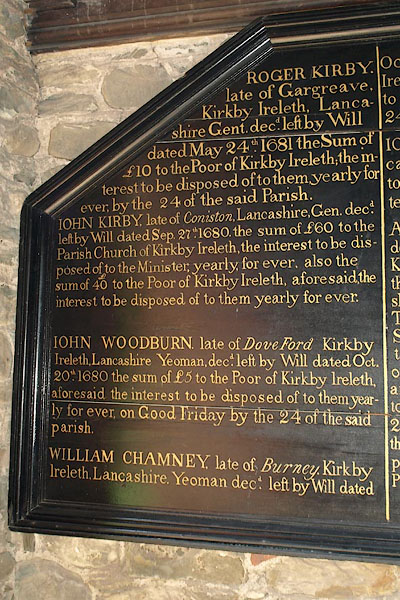 ROGER KIRBY.
late of Gargreave,
Kirkby Ireleth, Lanca-
shire Gent. decd. left by Will
dated May 24th. 1681 the Sum of
£10 to the Poor of Kirkby Ireleth, the in-
terest to be disposed of to them yearly for
ever, by the 24 of the said Parish.
IOHN KIRBY, late of Coniston, Lancashire, Gen. decd.
left by Will dated Sep. 27th 1680, the sum of £60 to the
Parish Church of Kirkby Ireleth, the interest to be dis-
posed of to the Minister, yearly, for ever, also the
sum of to the Poor of Kirkby Ireleth, aforesaid, the
interest to be disposed of to them yearly for ever.
IOHN WOODBURN, late of Dove Ford Kirkby
Ireleth, Lancashire Yeoman, decd. left by Will dated Oct.
20th 1680 the sum of £5 to the Poor of Kirkby Ireleth,
aforesaid the interest to be disposed of to them year-
ly for ever, on Good Friday by the 24 of the said
parish.
WILLIAM CHAMNEY, late of Burney, Kirkby
Ireleth, Lancashire, Yeoman decd. left by Will dated